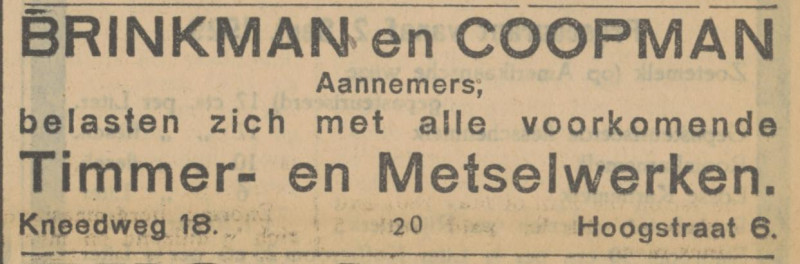 BRINKMAN en COOPMAN
Aannemers,
belasten zich met alle voorkomende
Timmer- en Metselwerken.
Kneedweg 18. 20 Hoogstraat 6.